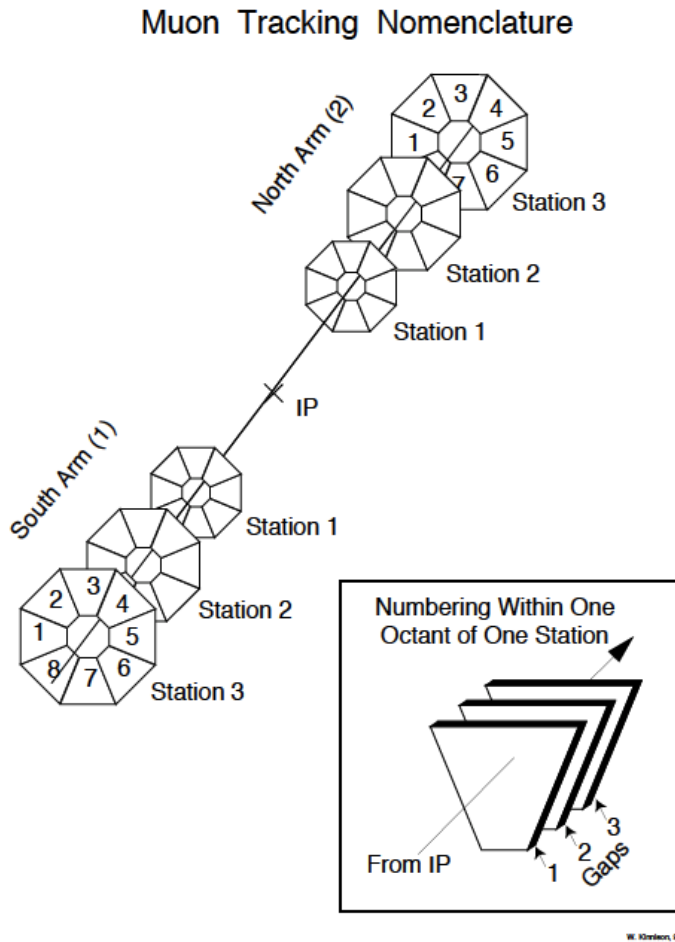 Muon Tracking Nomenclature
North Arm (2)
3
2
4
1
5
6
7
Station 3
Station 2
Station 1
IP
South Arm (1)
Station 1
Station 2
3
2
4
1
5
8
7
6
Station 3
Numbering Within One
Octant of One Station
From IP
1
2
3
Gaps
W. Kinnison,